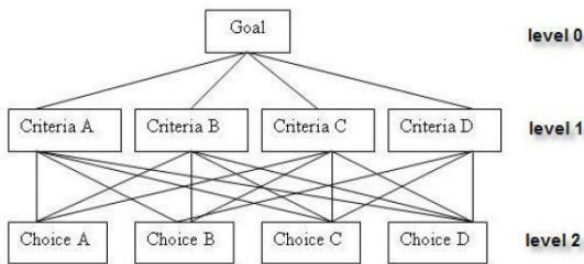 Goal
level 0
Criteria A
Criteria B
Criteria C
Criteria D
level 1
Choice A
Choice B
Choice C
Choice D
level 2